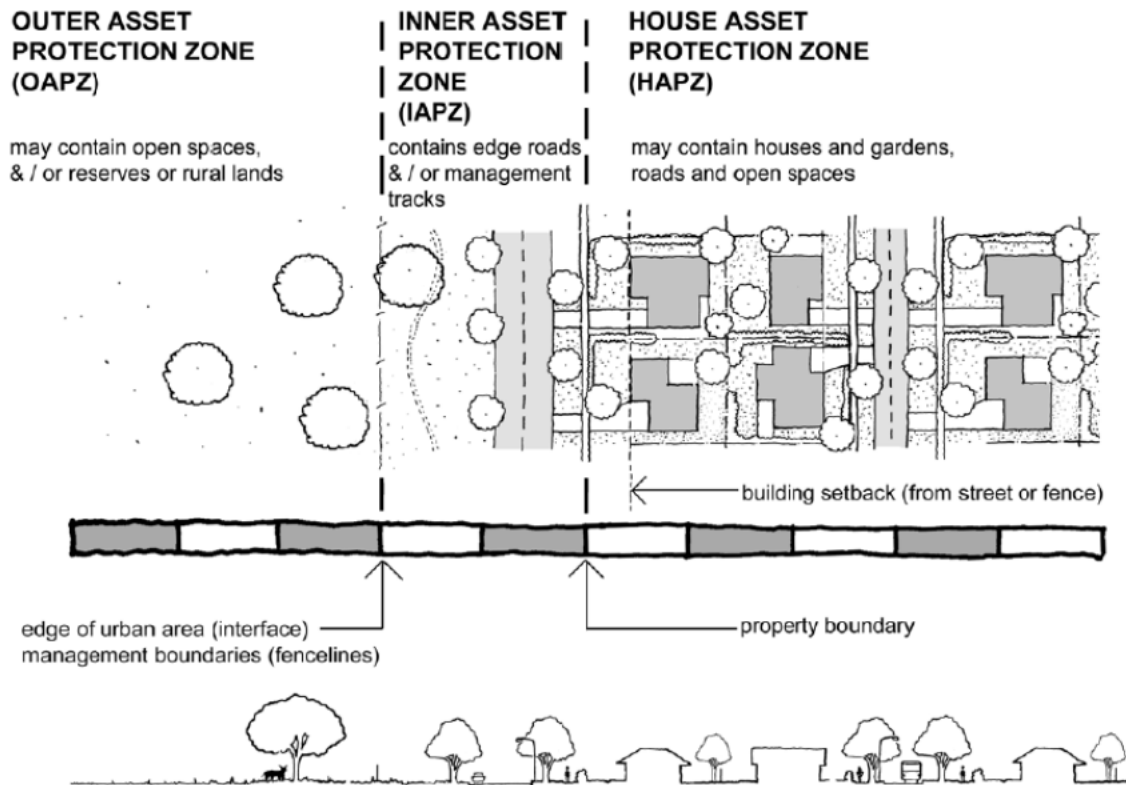 OUTER ASSET
PROTECTION ZONE
(OAPZ)
may contain open spaces,
& / or reserves or rural lands
INNER ASSET
PROTECTION
ZONE
(IAPZ)
contains edge roads
& / or management
tracks
HOUSE ASSET
PROTECTION ZONE
(HAPZ)
may contain houses and gardens,
roads and open spaces
building setback (from street or fence)
edge of urban area (interface)
management boundaries (fencelines)
property boundary